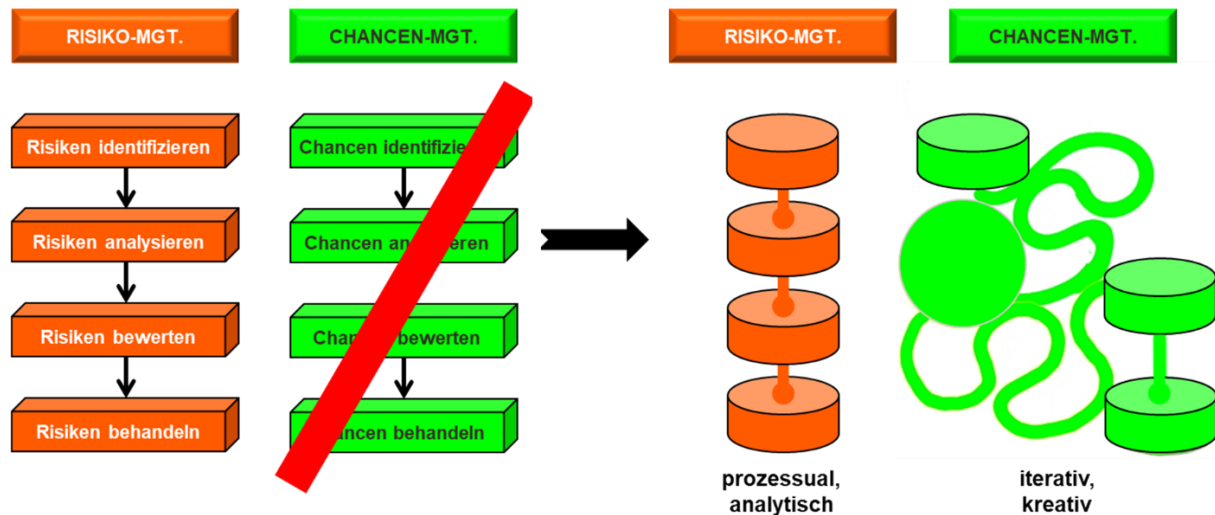 RISIKO-MGT.
CHANCEN-MGT.
RISIKO-MGT.
CHANCEN-MGT.
Risiken identifizieren
Risiken analysieren
Risiken bewerten
Risiken behandeln
Chancen
Chancen
bewerten
behandeln
prozessual,
analytisch
iterativ,
kreativ